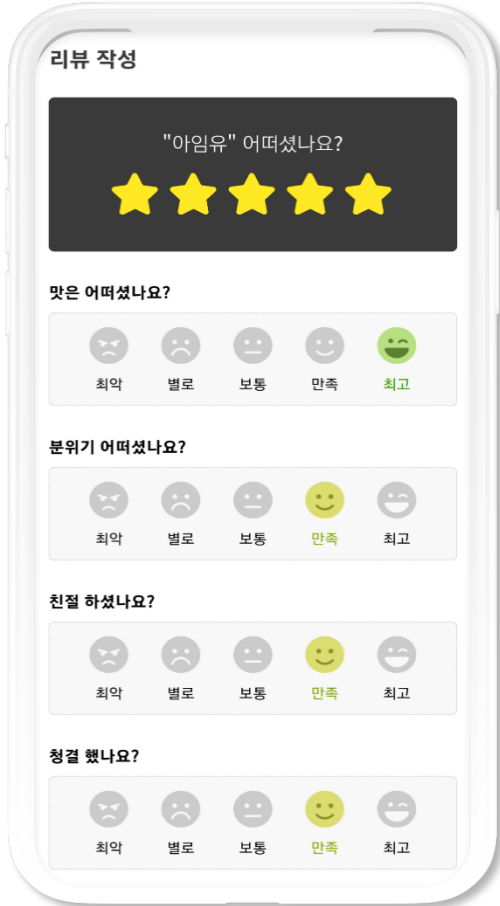 리뷰 작성
"아임유" 어떠셨나요?
맛은 어떠셨나요?
최악 별로 보통 만족 최고
분위기 어떠셨나요?
최악 별로 보통 만족 최고
친절 하셨나요?
최악 별로 보통 만족 최고
청결 했나요?
최악 별로 보통 만족 최고